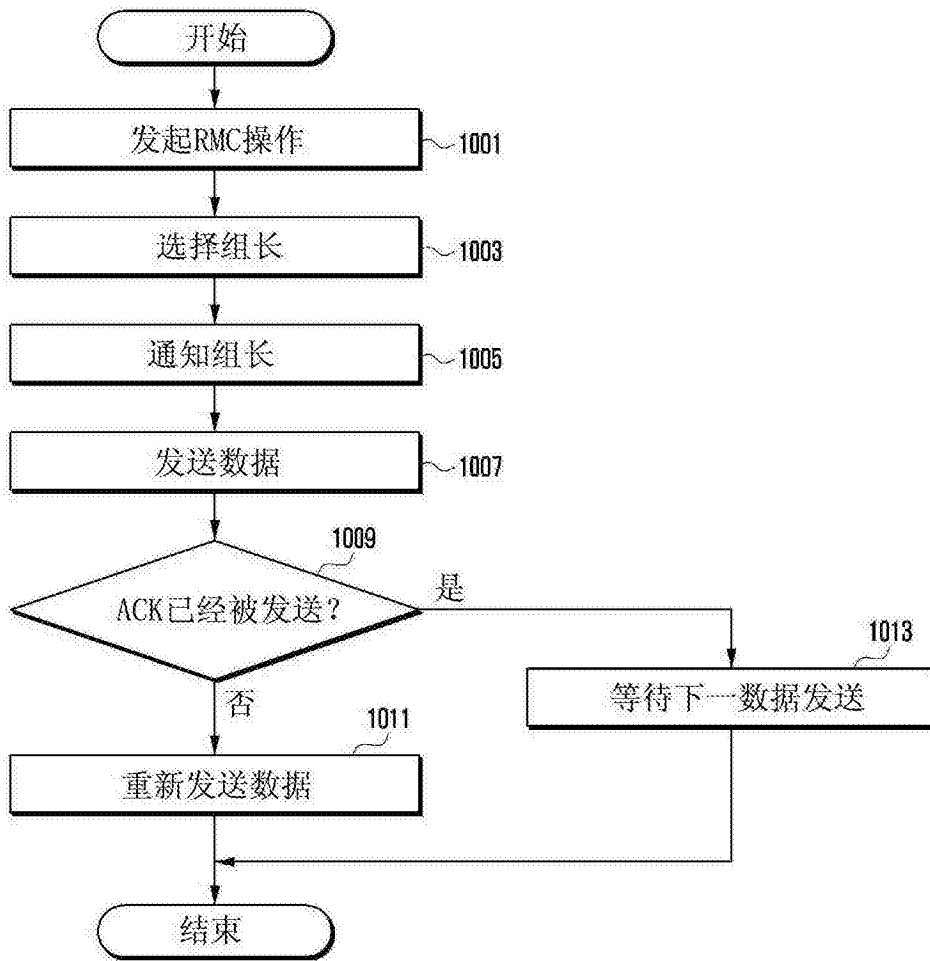 开始
发起RMC操作
1001
选择组长
1003
通知组长
1005
发送数据
1007
1009
ACK已经被发送?
是
否
1013
等待下一数据发送
1011
重新发送数据
结束